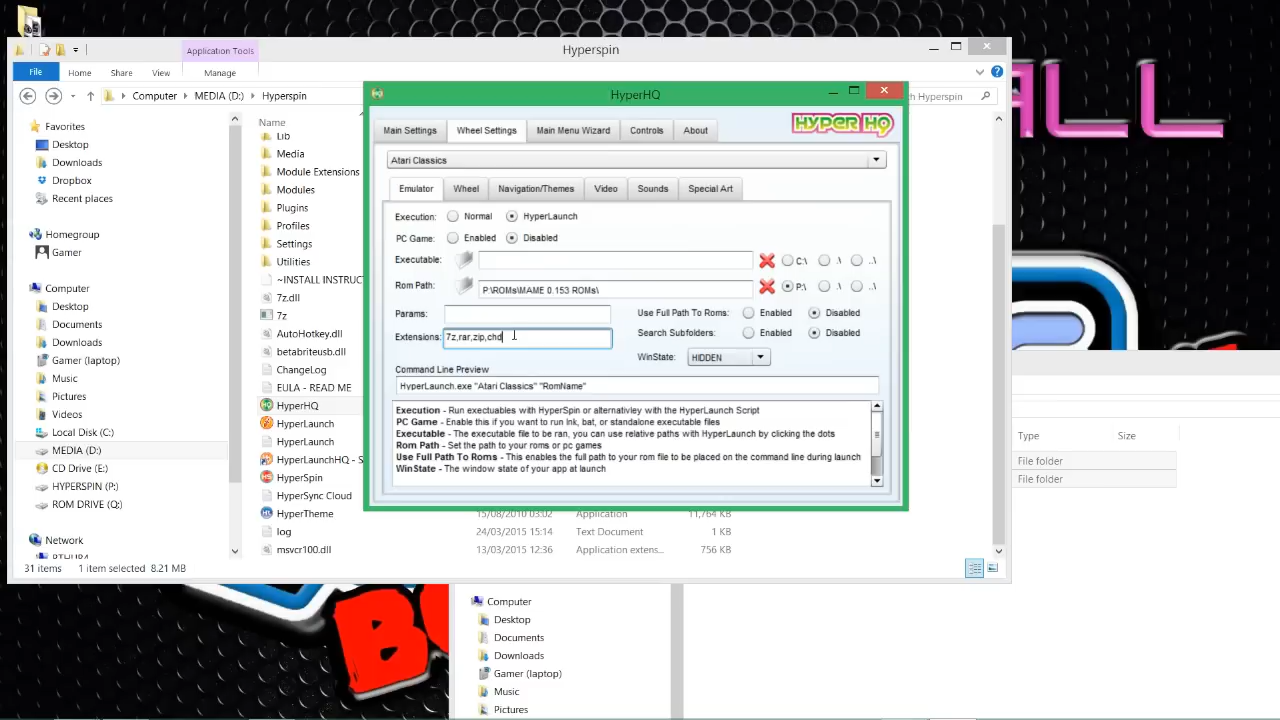 Application Tools
Hyperspin
File
Home
Share
View
Manage
Computer
MEDIA (D:)
Hyperspin
h Hyperspin
Favorites
Desktop
Downloads
Dropbox
Recent places
Homegroup
Gamer
Computer
Desktop
Documents
Downloads
Gamer (laptop)
Music
Pictures
Videos
Local Disk (C:)
MEDIA (D:)
CD Drive (E:)
HYPERSPIN (P:)
ROM DRIVE (Q:)
Network
31 items
1 item selected 8.21 MB
Name
Lib
Media
Module Extensions
Modules
Plugins
Profiles
Settings
Themes
Utilities
~INSTALL INSTRUC
7z.dll
7z
AutoHotkey.dll
betabriteusb.dll
ChangeLog
EULA - READ ME
HyperHQ
HyperLaunch
HyperLaunch
HyperLaunchHQ - S
HyperSpin
HyperSync Cloud
HyperTheme
15/08/2010 03:02
Application
11,764 KB
log
24/03/2015 15:14
Text Document
1 KB
msvcr100.dll
13/03/2015 12:36
Application extens...
756 KB
HyperHQ
Main Settings
Wheel Settings
Main Menu Wizard
Controls
About
HYPER HQ
Atari Classics
Emulator
Wheel
Navigation/Themes
Video
Sounds
Special Art
Execution:
Normal
HyperLaunch
PC Game:
Enabled
Disabled
Executable:
C:\
.\
..\
Rom Path:
P:\ROMs\MAME 0.153 ROMs\
P:\
.\
..\
Params:
Use Full Path To Roms:
Enabled
Disabled
Extensions:
7z,rar,zip,chd
Search Subfolders:
Enabled
Disabled
WinState:
HIDDEN
Command Line Preview
HyperLaunch.exe "Atari Classics" "RomName"
Execution - Run exectuables with HyperSpin or alternativley with the HyperLaunch Script
PC Game - Enable this if you want to run lnk, bat, or standalone executable files
Executable - The executable file to be ran, you can use relative paths with HyperLaunch by clicking the dots
Rom Path - Set the path to your roms or pc games
Use Full Path To Roms - This enables the full path to your rom file to be placed on the command line during launch
WinState - The window state of your app at launch
ALL
Type
Size
File folder
File folder
Computer
Desktop
Documents
Downloads
Gamer (laptop)
Music
Pictures